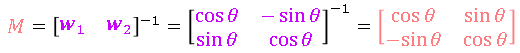 M = [w₁ w₂]⁻¹ = [cos θ − sin θ; sin θ cos θ]⁻¹ = [cos θ sin θ; −sin θ cos θ]